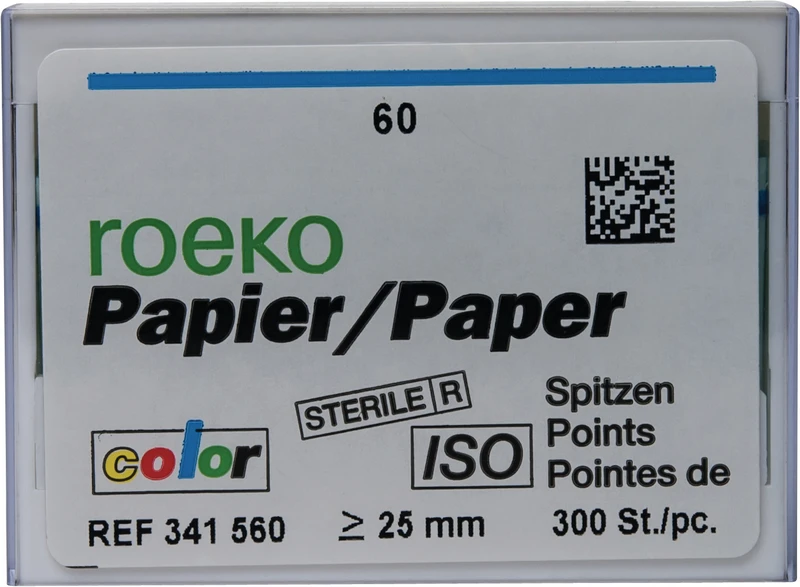 60
roeko
Papier/Paper
STERILE R
color
ISO
Spitzen
Points
Pointes de
REF 341 560
≥ 25 mm
300 St./pc.